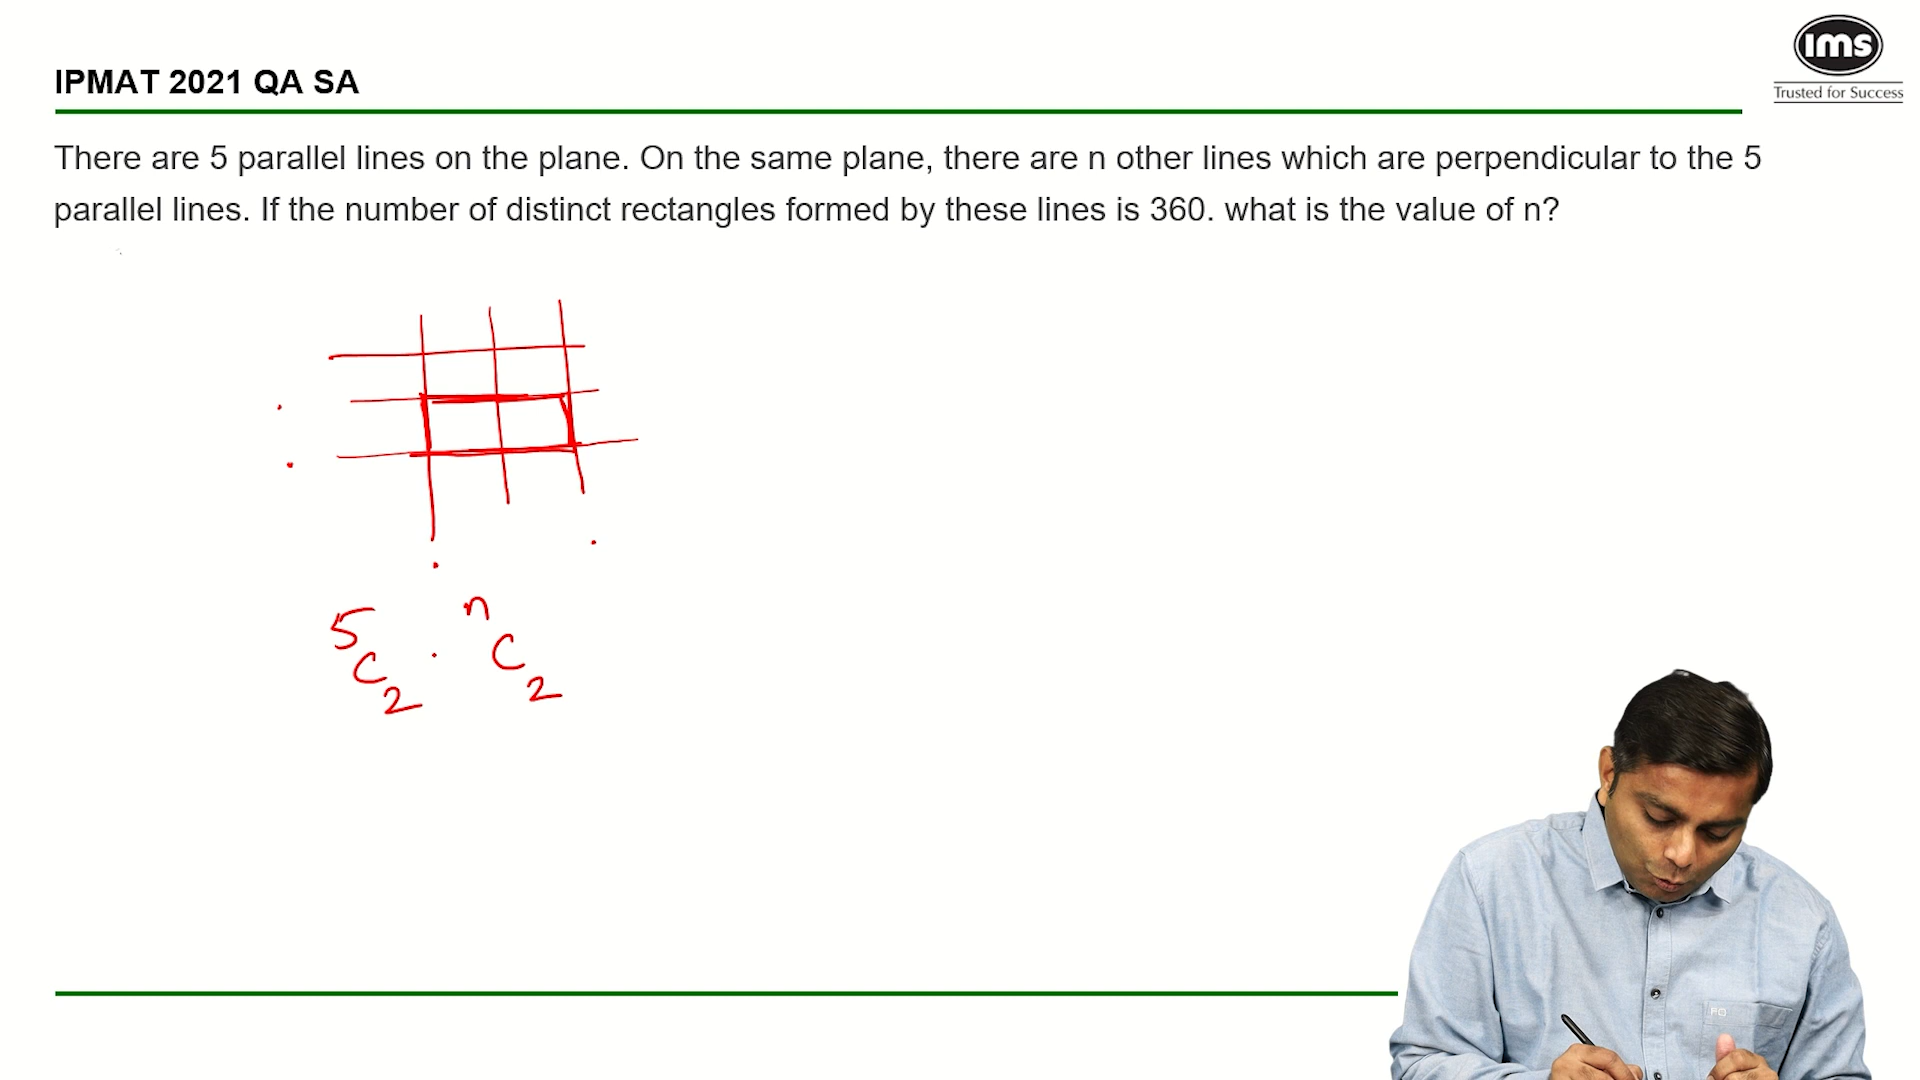 IPMAT 2021 QA SA
ims
Trusted for Success
There are 5 parallel lines on the plane. On the same plane, there are n other lines which are perpendicular to the 5
parallel lines. If the number of distinct rectangles formed by these lines is 360. what is the value of n?
5C2 . nC2